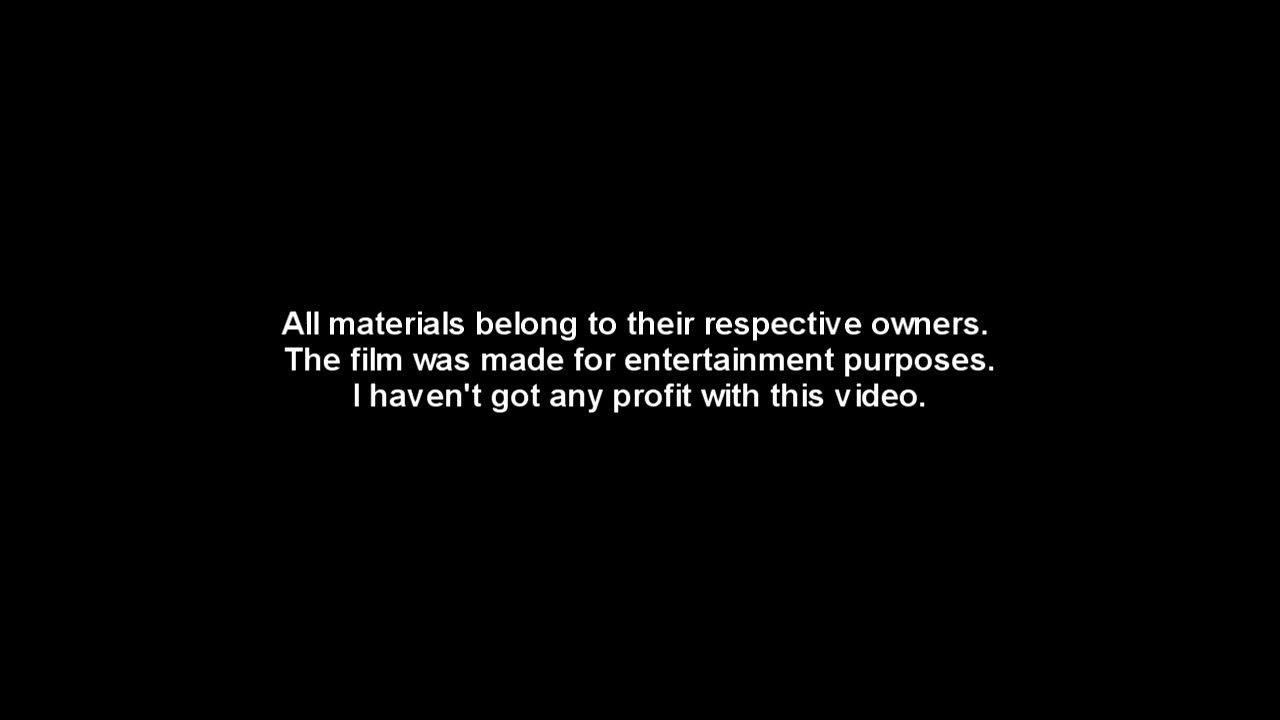 All materials belong to their respective owners.
The film was made for entertainment purposes.
I haven't got any profit with this video.